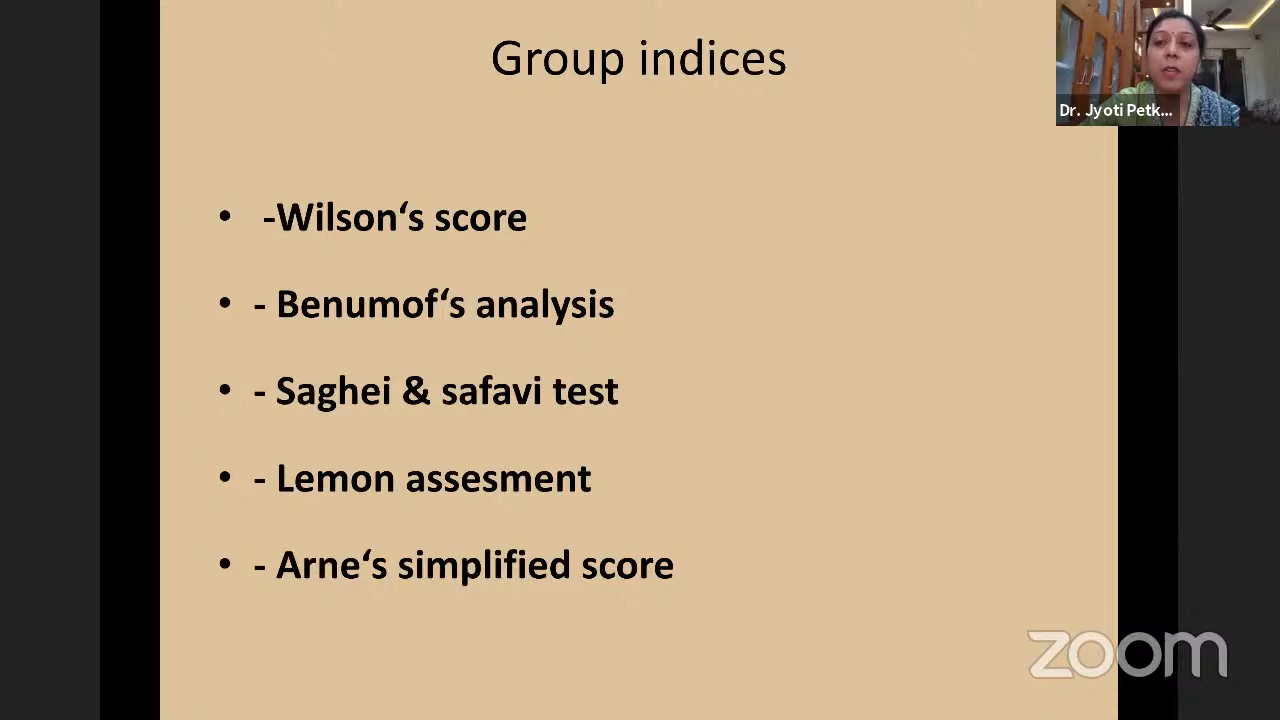 Group indices
Dr. Jyoti Petk...
• -Wilson‘s score
• - Benumof‘s analysis
• - Saghei & safavi test
• - Lemon assesment
• - Arne‘s simplified score
zoom